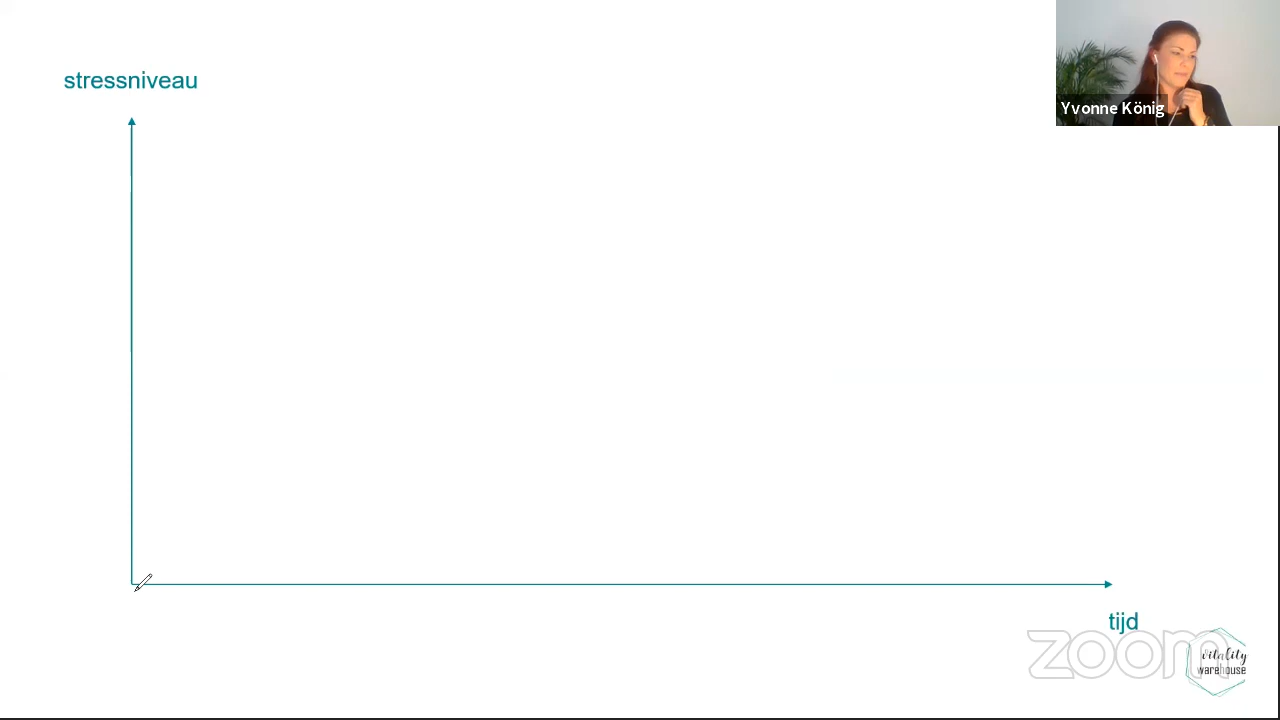 stressniveau
Yvonne König
tijd
zoom
vitality
warehouse